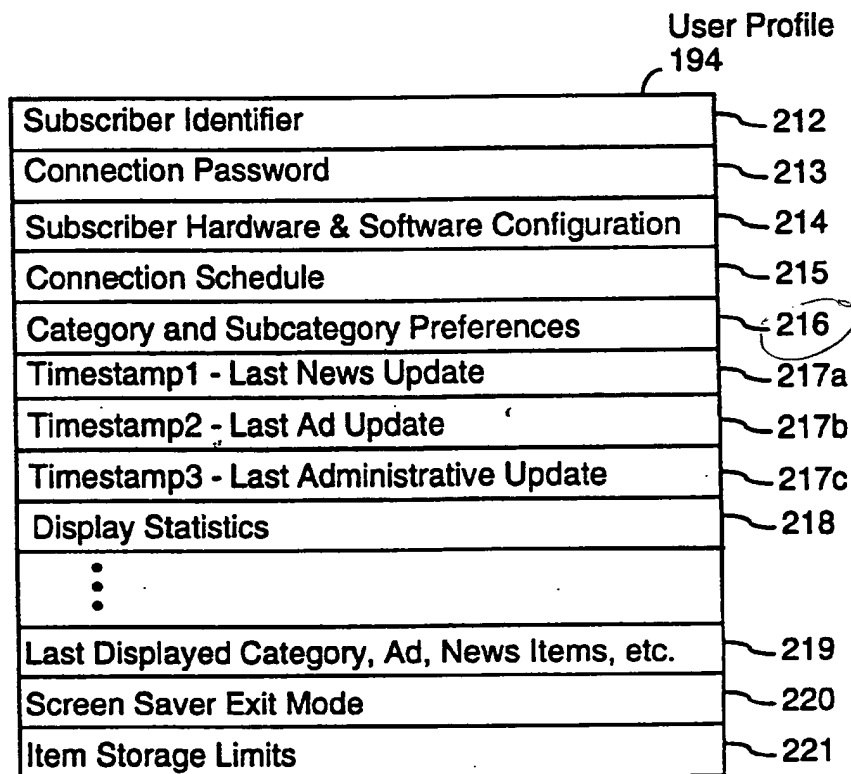 User Profile
194
Subscriber Identifier 212
Connection Password 213
Subscriber Hardware & Software Configuration 214
Connection Schedule 215
Category and Subcategory Preferences 216
Timestamp1 - Last News Update 217a
Timestamp2 - Last Ad Update 217b
Timestamp3 - Last Administrative Update 217c
Display Statistics 218
Last Displayed Category, Ad, News Items, etc. 219
Screen Saver Exit Mode 220
Item Storage Limits 221